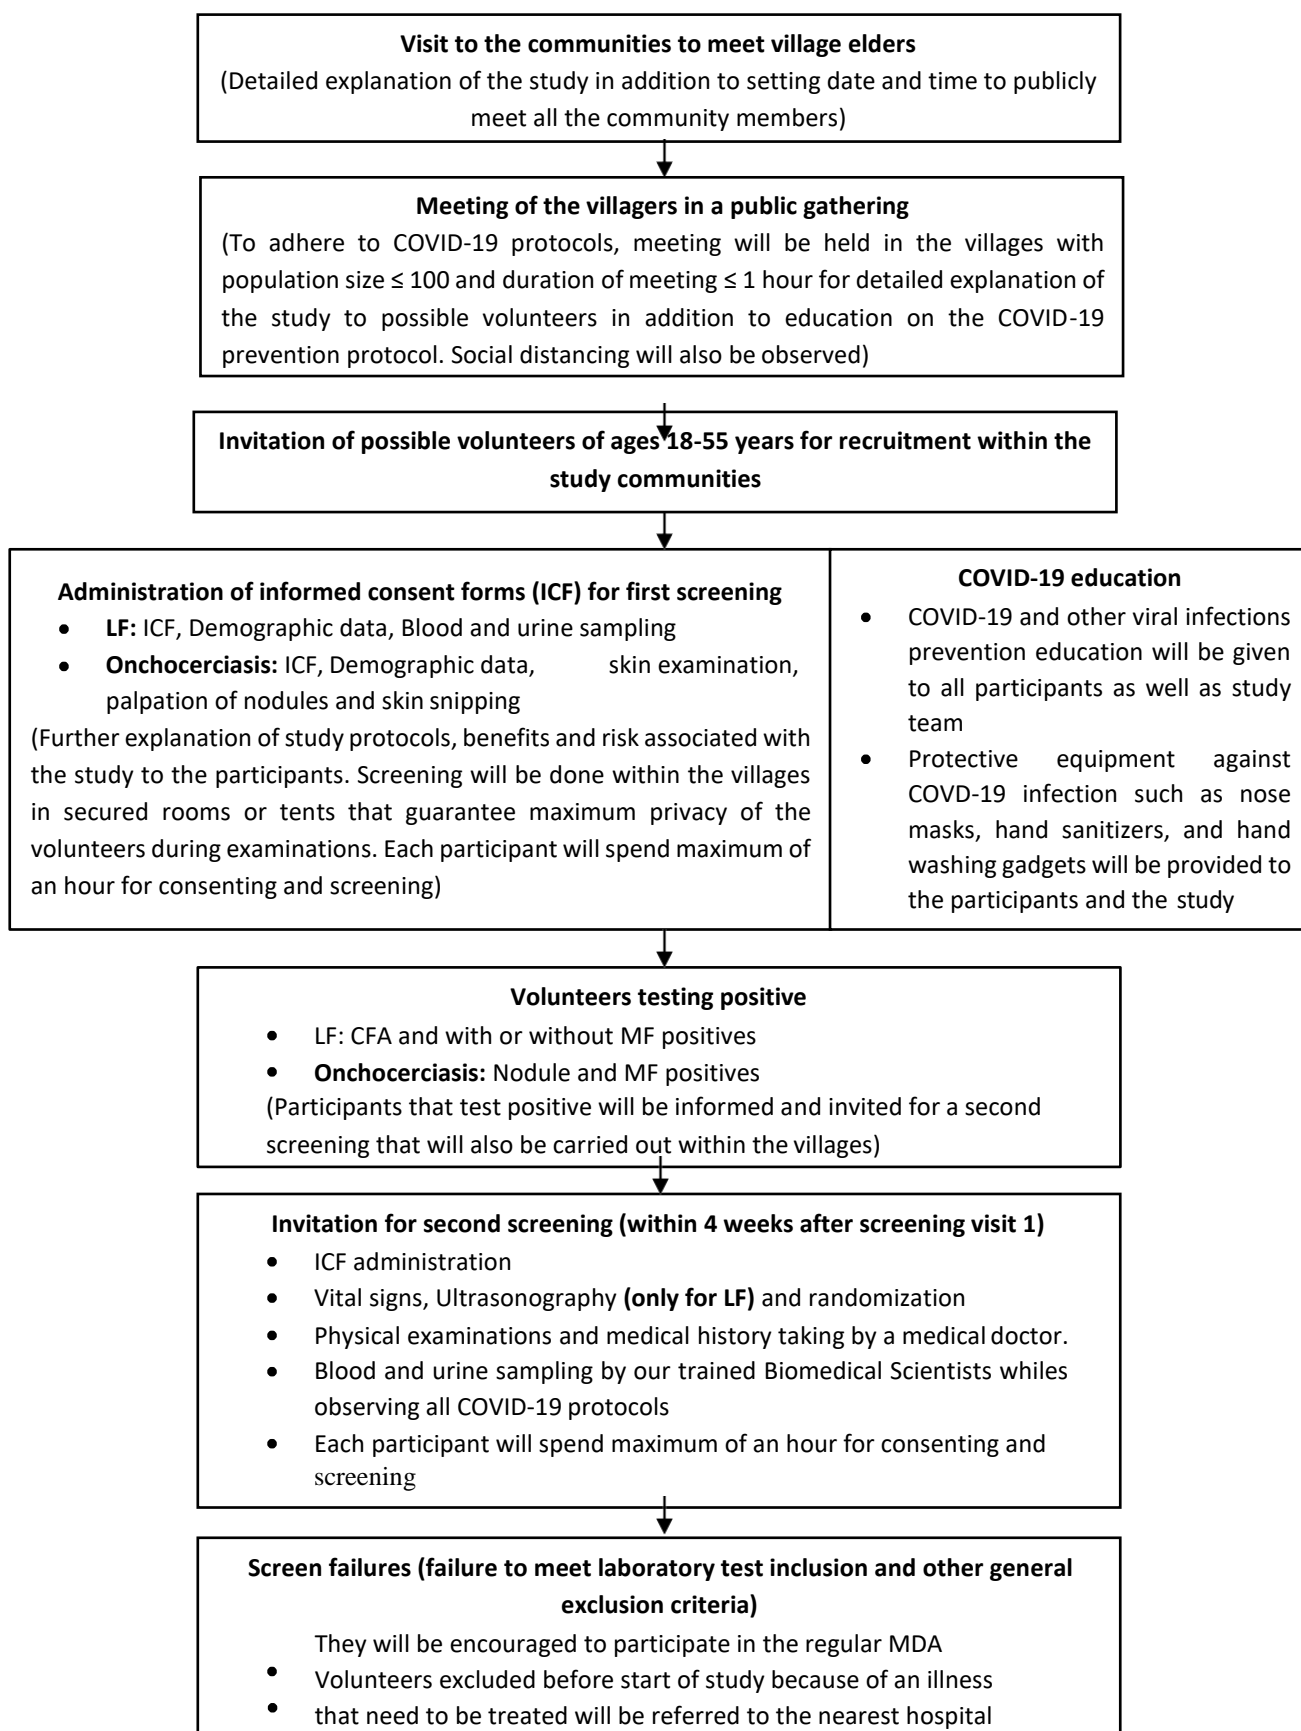 Visit to the communities to meet village elders
(Detailed explanation of the study in addition to setting date and time to publicly
meet all the community members)
Meeting of the villagers in a public gathering
(To adhere to COVID-19 protocols, meeting will be held in the villages with
population size ≤ 100 and duration of meeting ≤ 1 hour for detailed explanation of
the study to possible volunteers in addition to education on the COVID-19
prevention protocol. Social distancing will also be observed)
Invitation of possible volunteers of ages 18-55 years for recruitment within the
study communities
Administration of informed consent forms (ICF) for first screening
• LF: ICF, Demographic data, Blood and urine sampling
• Onchocerciasis: ICF, Demographic data, skin examination,
palpation of nodules and skin snipping
(Further explanation of study protocols, benefits and risk associated with
the study to the participants. Screening will be done within the villages
in secured rooms or tents that guarantee maximum privacy of the
volunteers during examinations. Each participant will spend maximum of
an hour for consenting and screening)
COVID-19 education
• COVID-19 and other viral infections
prevention education will be given
to all participants as well as study
team
• Protective equipment against
COVD-19 infection such as nose
masks, hand sanitizers, and hand
washing gadgets will be provided to
the participants and the study
Volunteers testing positive
• LF: CFA and with or without MF positives
• Onchocerciasis: Nodule and MF positives
(Participants that test positive will be informed and invited for a second
screening that will also be carried out within the villages)
Invitation for second screening (within 4 weeks after screening visit 1)
• ICF administration
• Vital signs, Ultrasonography (only for LF) and randomization
• Physical examinations and medical history taking by a medical doctor.
• Blood and urine sampling by our trained Biomedical Scientists whiles
observing all COVID-19 protocols
• Each participant will spend maximum of an hour for consenting and
screening
Screen failures (failure to meet laboratory test inclusion and other general
exclusion criteria)
They will be encouraged to participate in the regular MDA
• Volunteers excluded before start of study because of an illness
• that need to be treated will be referred to the nearest hospital